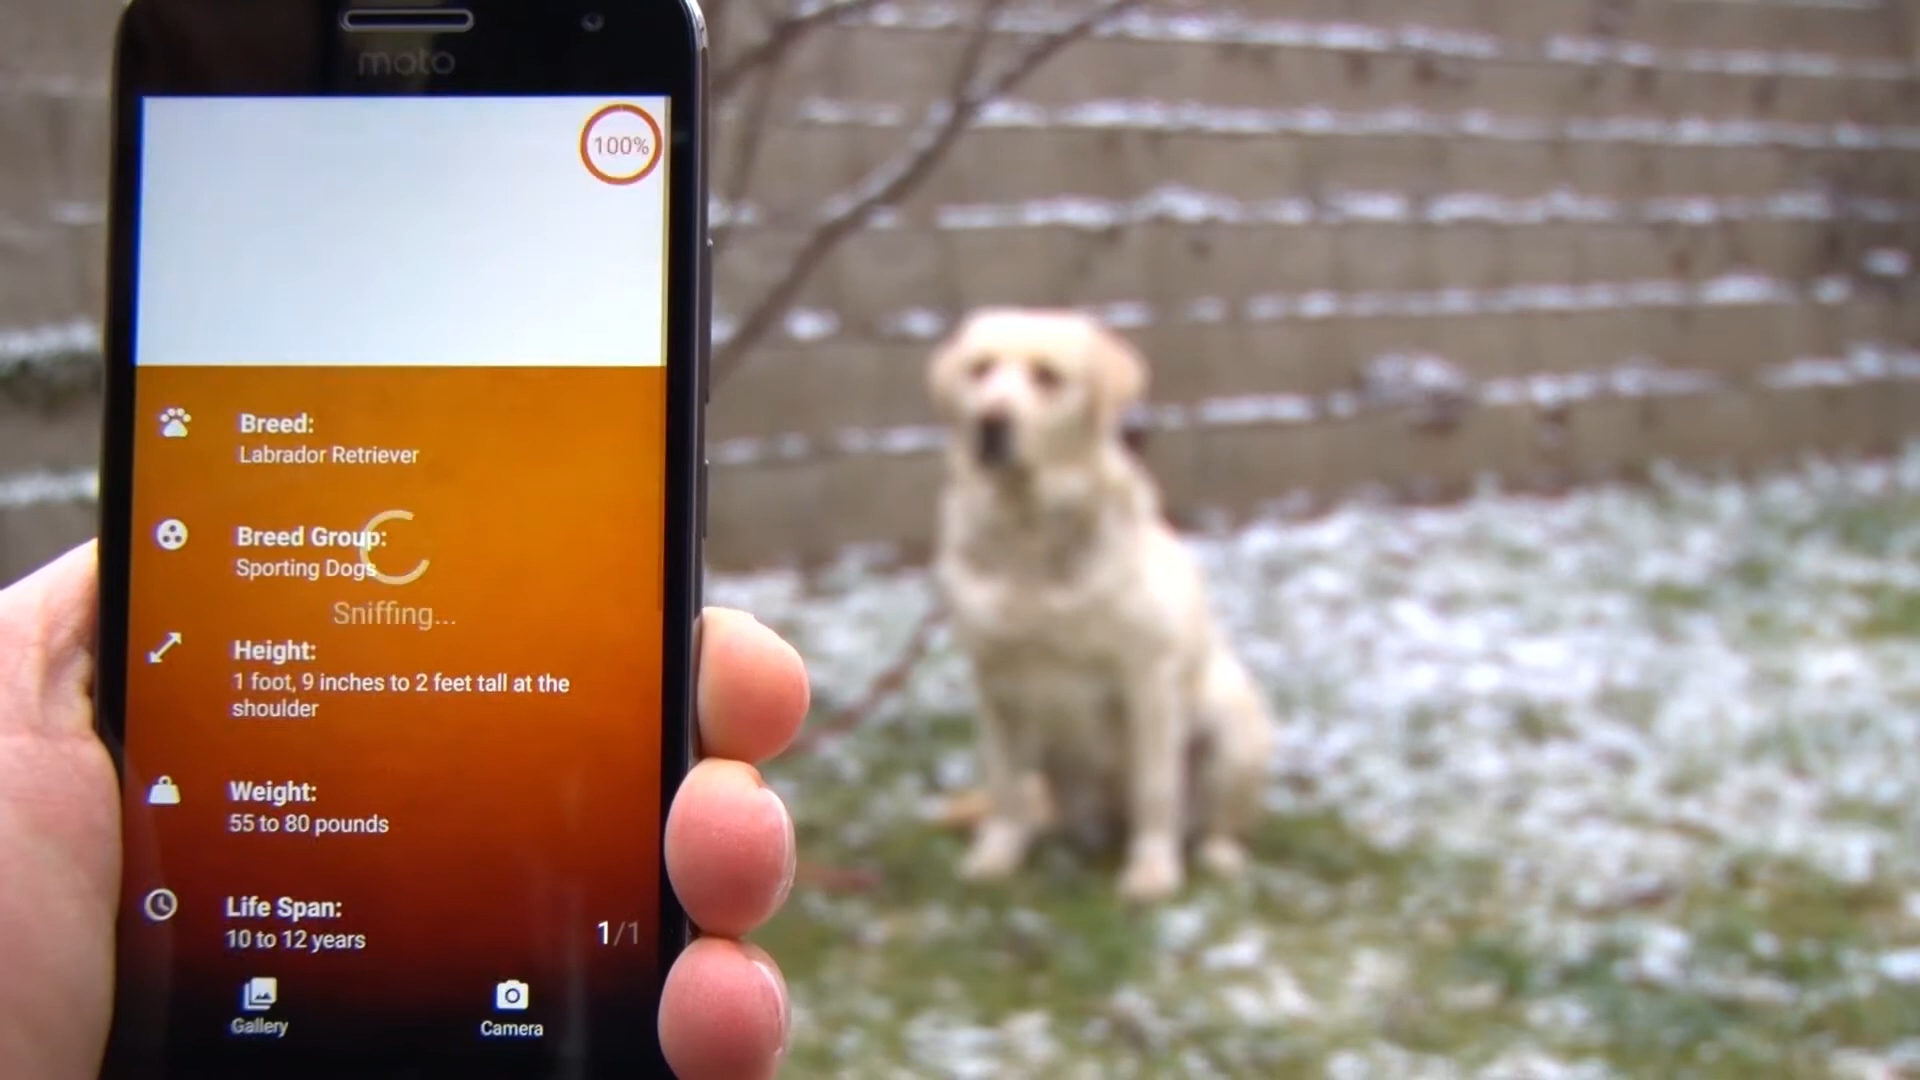 moto
100%
Breed:
Labrador Retriever
Breed Group:
Sporting Dogs
Sniffing...
Height:
1 foot, 9 inches to 2 feet tall at the
shoulder
Weight:
55 to 80 pounds
Life Span:
10 to 12 years
1/1
Gallery
Camera